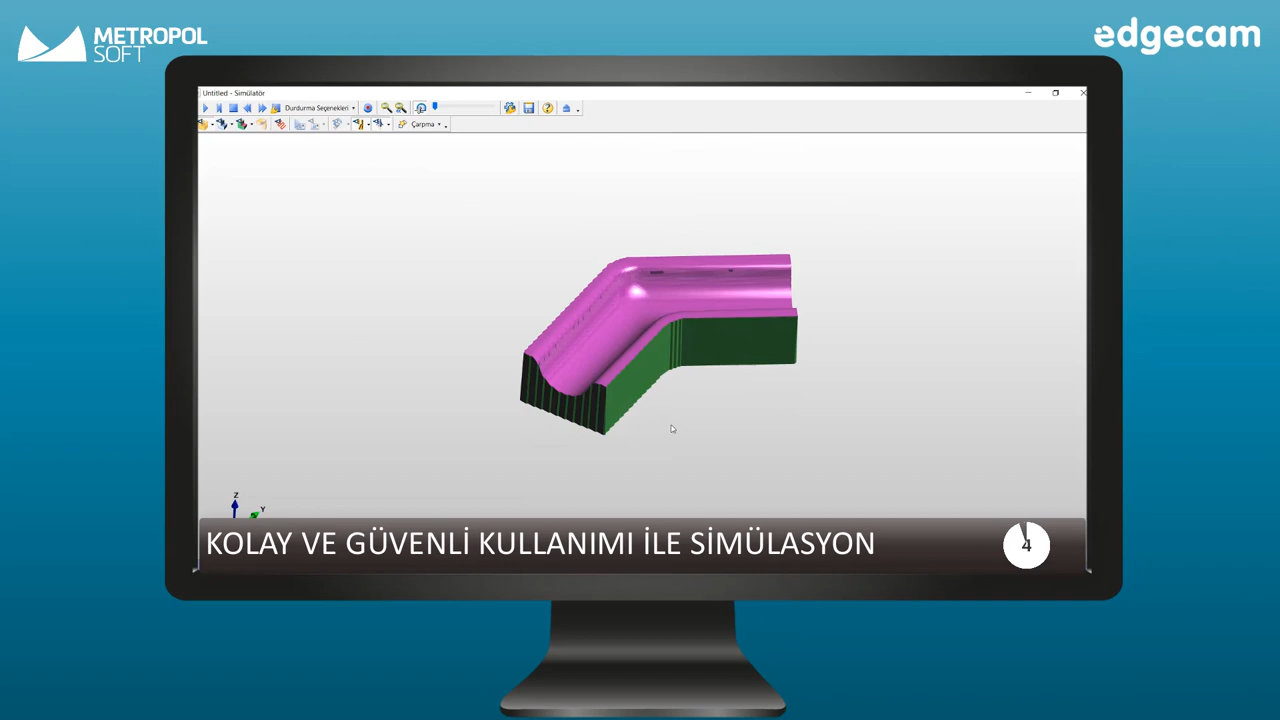 METROPOL
SOFT
edgecam
Untitled - Simülatör
Durdurma Seçenekleri
Çarpma
Z
Y
KOLAY VE GÜVENLİ KULLANIMI İLE SİMÜLASYON
4